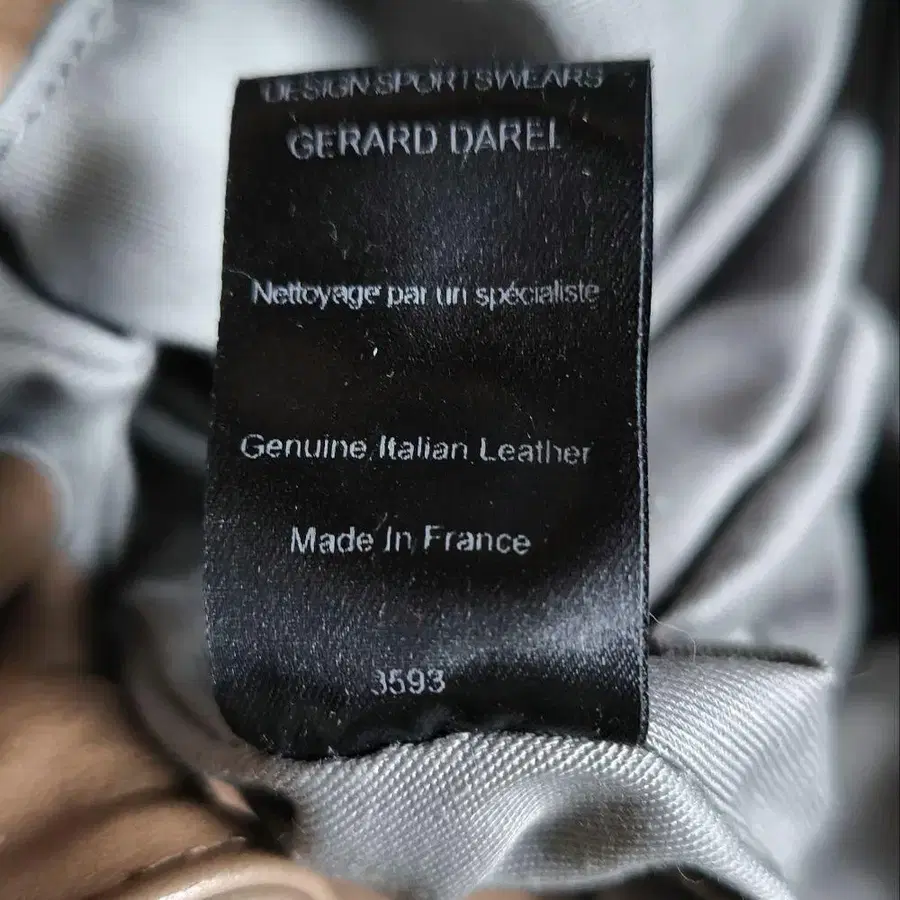 DESIGN SPORTSWEARS
GERARD DAREL
Nettoyage par un spécialiste
Genuine Italian Leather
Made In France
3593